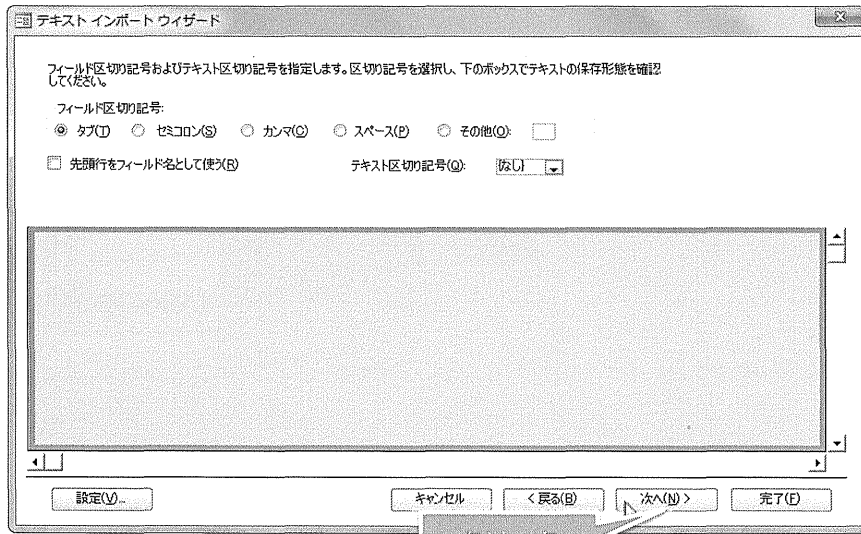 テキスト インポート ウィザード
フィールド区切り記号およびテキスト区切り記号を指定します。区切り記号を選択し、下のボックスでテキストの保存形態を確認
してください。
フィールド区切り記号:
タブ(T) セミコロン(S) カンマ(C) スペース(P) その他(O):
先頭行をフィールド名として使う(R) テキスト区切り記号(Q): {なし}
設定(V)... キャンセル < 戻る(B) 次へ(N) > 完了(F)